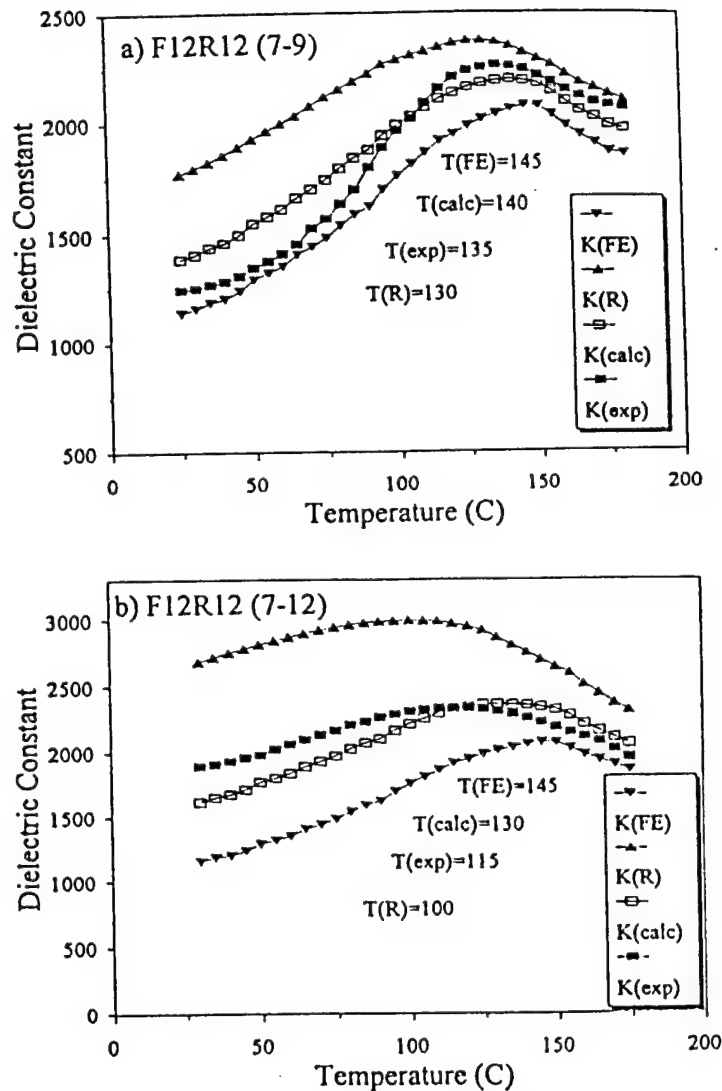 a) F12R12 (7-9)
Dielectric Constant
2500
2000
1500
1000
500
T(FE)=145
T(calc)=140
T(exp)=135
T(R)=130
K(FE)
K(R)
K(calc)
K(exp)
0
50
100
150
200
Temperature (C)
b) F12R12 (7-12)
Dielectric Constant
3000
2500
2000
1500
1000
500
0
T(FE)=145
T(calc)=130
T(exp)=115
T(R)=100
K(FE)
K(R)
K(calc)
K(exp)
0
50
100
150
200
Temperature (C)